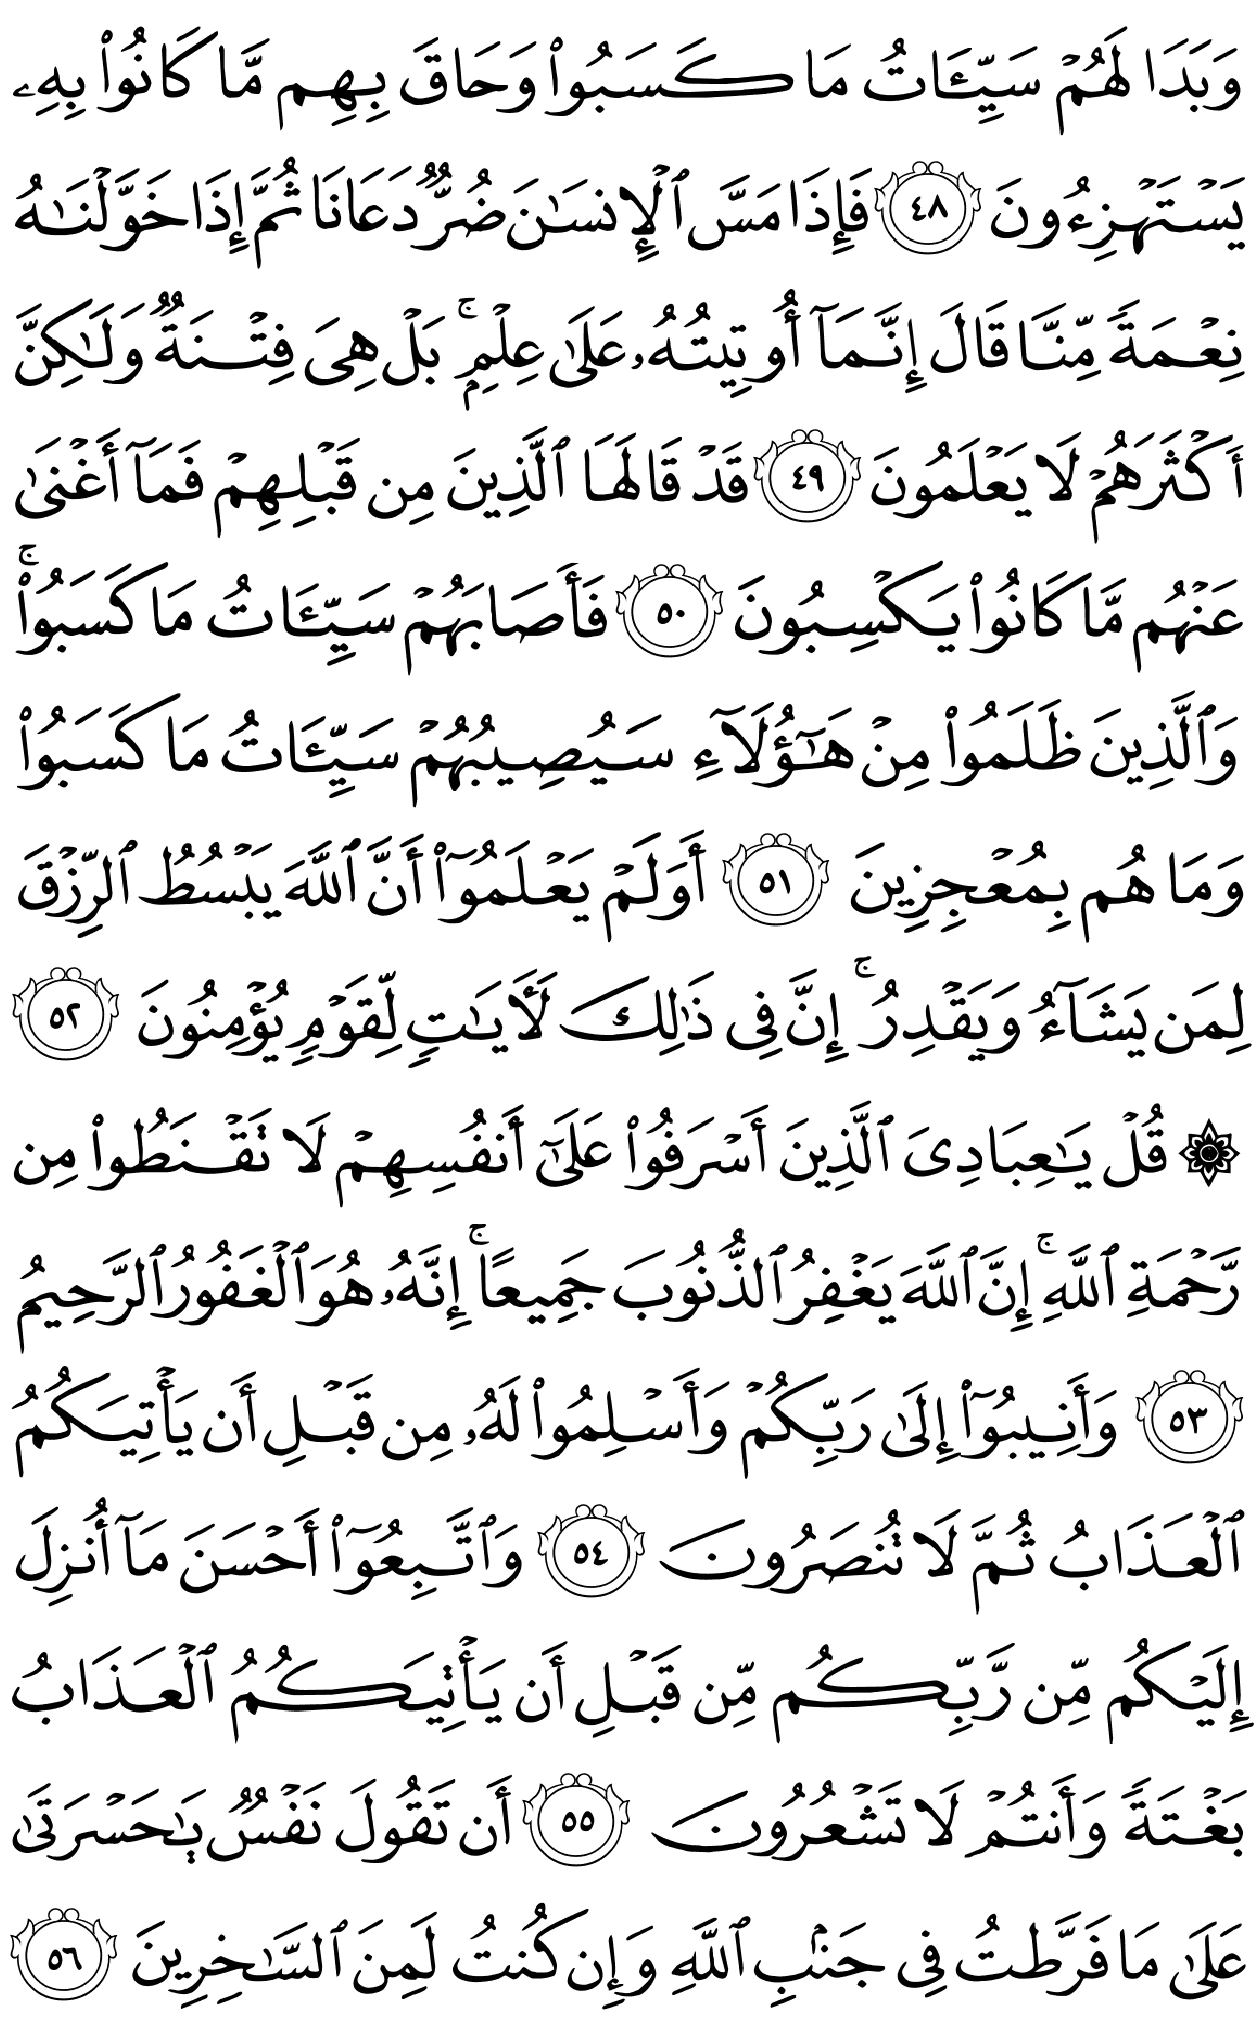 وَبَدَا لَهُمۡ سَيِّـَٔاتُ مَا كَسَبُواْ وَحَاقَ بِهِم مَّا كَانُواْ بِهِۦ
يَسۡتَهۡزِءُونَ ٤٨ فَإِذَا مَسَّ ٱلۡإِنسَٰنَ ضُرّٞ دَعَانَا ثُمَّ إِذَا خَوَّلۡنَٰهُ
نِعۡمَةٗ مِّنَّا قَالَ إِنَّمَآ أُوتِيتُهُۥ عَلَىٰ عِلۡمِۭۚ بَلۡ هِيَ فِتۡنَةٞ وَلَٰكِنَّ
أَكۡثَرَهُمۡ لَا يَعۡلَمُونَ ٤٩ قَدۡ قَالَهَا ٱلَّذِينَ مِن قَبۡلِهِمۡ فَمَآ أَغۡنَىٰ
عَنۡهُم مَّا كَانُواْ يَكۡسِبُونَ ٥٠ فَأَصَابَهُمۡ سَيِّـَٔاتُ مَا كَسَبُواْۚ
وَٱلَّذِينَ ظَلَمُواْ مِنۡ هَٰٓؤُلَآءِ سَيُصِيبُهُمۡ سَيِّـَٔاتُ مَا كَسَبُواْ
وَمَا هُم بِمُعۡجِزِينَ ٥١ أَوَلَمۡ يَعۡلَمُوٓاْ أَنَّ ٱللَّهَ يَبۡسُطُ ٱلرِّزۡقَ
لِمَن يَشَآءُ وَيَقۡدِرُۚ إِنَّ فِي ذَٰلِكَ لَأٓيَٰتٖ لِّقَوۡمٖ يُؤۡمِنُونَ ٥٢
۞ قُلۡ يَٰعِبَادِيَ ٱلَّذِينَ أَسۡرَفُواْ عَلَىٰٓ أَنفُسِهِمۡ لَا تَقۡنَطُواْ مِن
رَّحۡمَةِ ٱللَّهِۚ إِنَّ ٱللَّهَ يَغۡفِرُ ٱلذُّنُوبَ جَمِيعًاۚ إِنَّهُۥ هُوَ ٱلۡغَفُورُ ٱلرَّحِيمُ
٥٣ وَأَنِيبُوٓاْ إِلَىٰ رَبِّكُمۡ وَأَسۡلِمُواْ لَهُۥ مِن قَبۡلِ أَن يَأۡتِيَكُمُ
ٱلۡعَذَابُ ثُمَّ لَا تُنصَرُونَ ٥٤ وَٱتَّبِعُوٓاْ أَحۡسَنَ مَآ أُنزِلَ
إِلَيۡكُم مِّن رَّبِّكُم مِّن قَبۡلِ أَن يَأۡتِيَكُمُ ٱلۡعَذَابُ
بَغۡتَةٗ وَأَنتُمۡ لَا تَشۡعُرُونَ ٥٥ أَن تَقُولَ نَفۡسٞ يَٰحَسۡرَتَىٰ
عَلَىٰ مَا فَرَّطتُ فِي جَنۢبِ ٱللَّهِ وَإِن كُنتُ لَمِنَ ٱلسَّٰخِرِينَ ٥٦